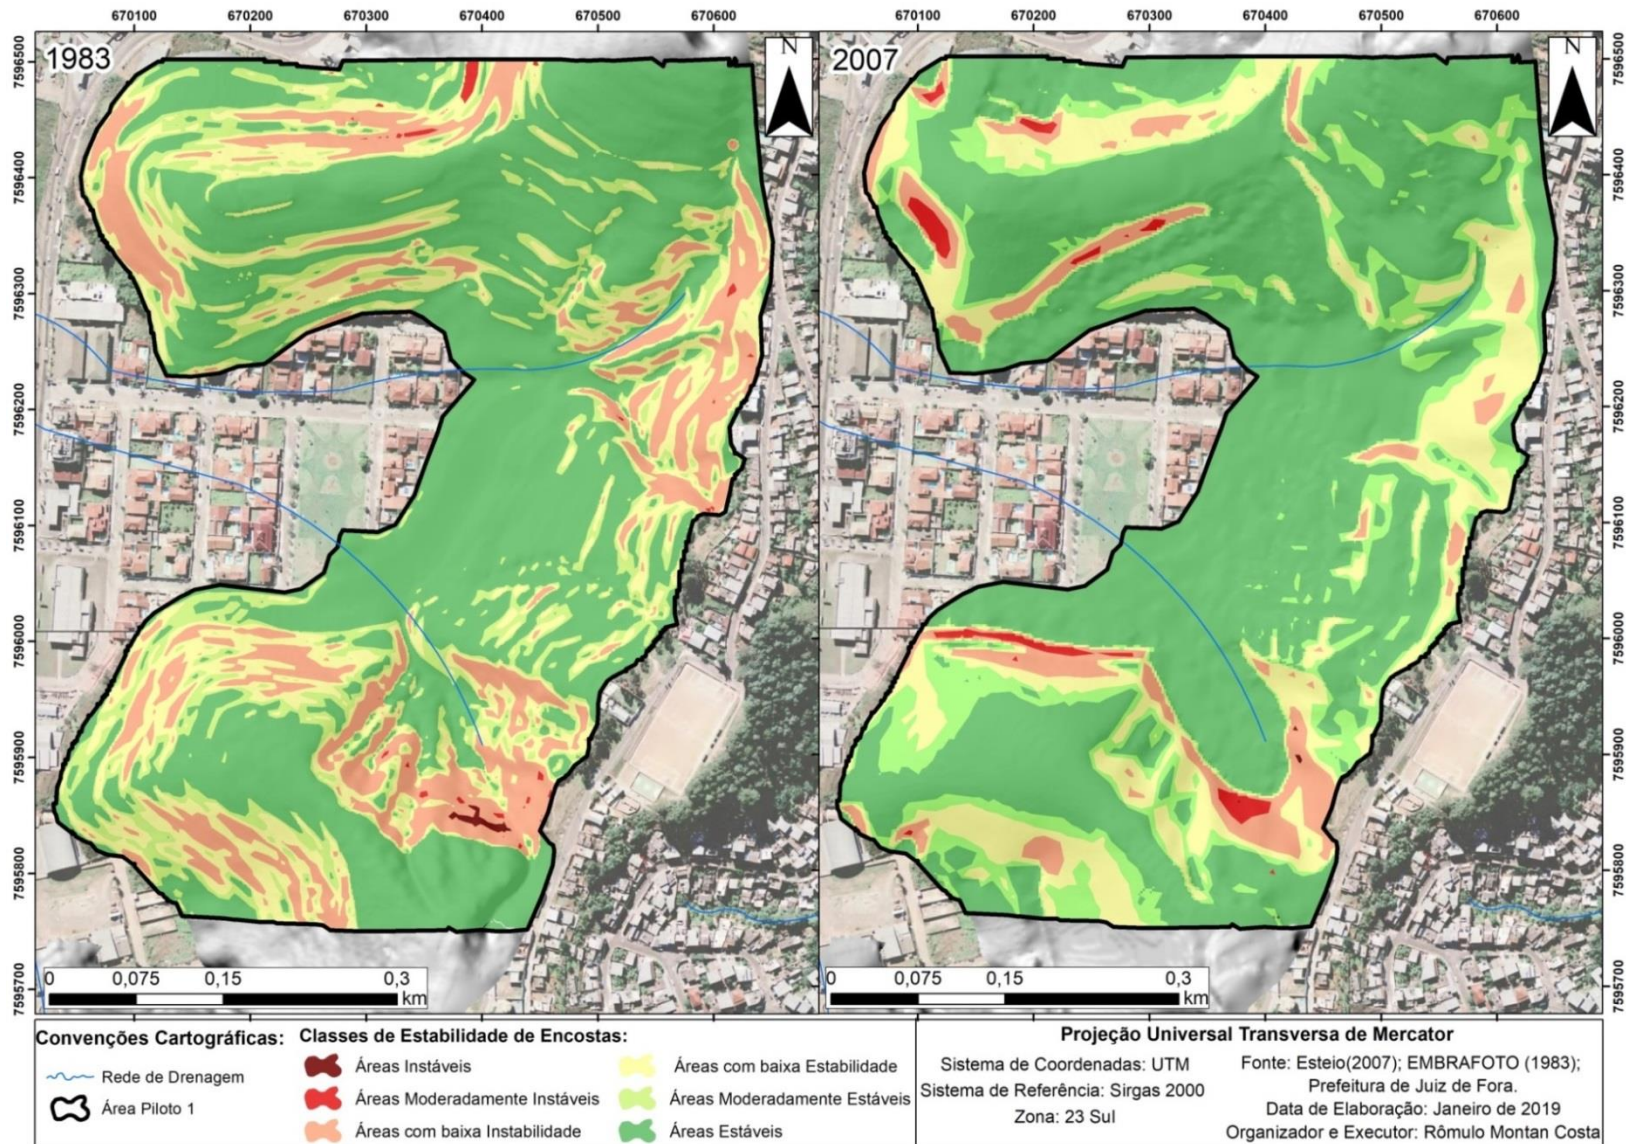 670100 670200 670300 670400 670500 670600
670100 670200 670300 670400 670500 670600
1983
N
2007
N
7596500
7596400
7596300
7596200
7596100
7596000
7595900
7595800
7595700
7596500
7596400
7596300
7596200
7596100
7596000
7595900
7595800
7595700
0 0,075 0,15 0,3
km
0 0,075 0,15 0,3
km
Convenções Cartográficas:
Rede de Drenagem
Área Piloto 1
Classes de Estabilidade de Encostas:
Áreas Instáveis
Áreas Moderadamente Instáveis
Áreas com baixa Instabilidade
Áreas com baixa Estabilidade
Áreas Moderadamente Estáveis
Áreas Estáveis
Projeção Universal Transversa de Mercator
Sistema de Coordenadas: UTM
Sistema de Referência: Sirgas 2000
Zona: 23 Sul
Fonte: Esteio(2007); EMBRAFOTO (1983);
Prefeitura de Juiz de Fora.
Data de Elaboração: Janeiro de 2019
Organizador e Executor: Rômulo Montan Costa